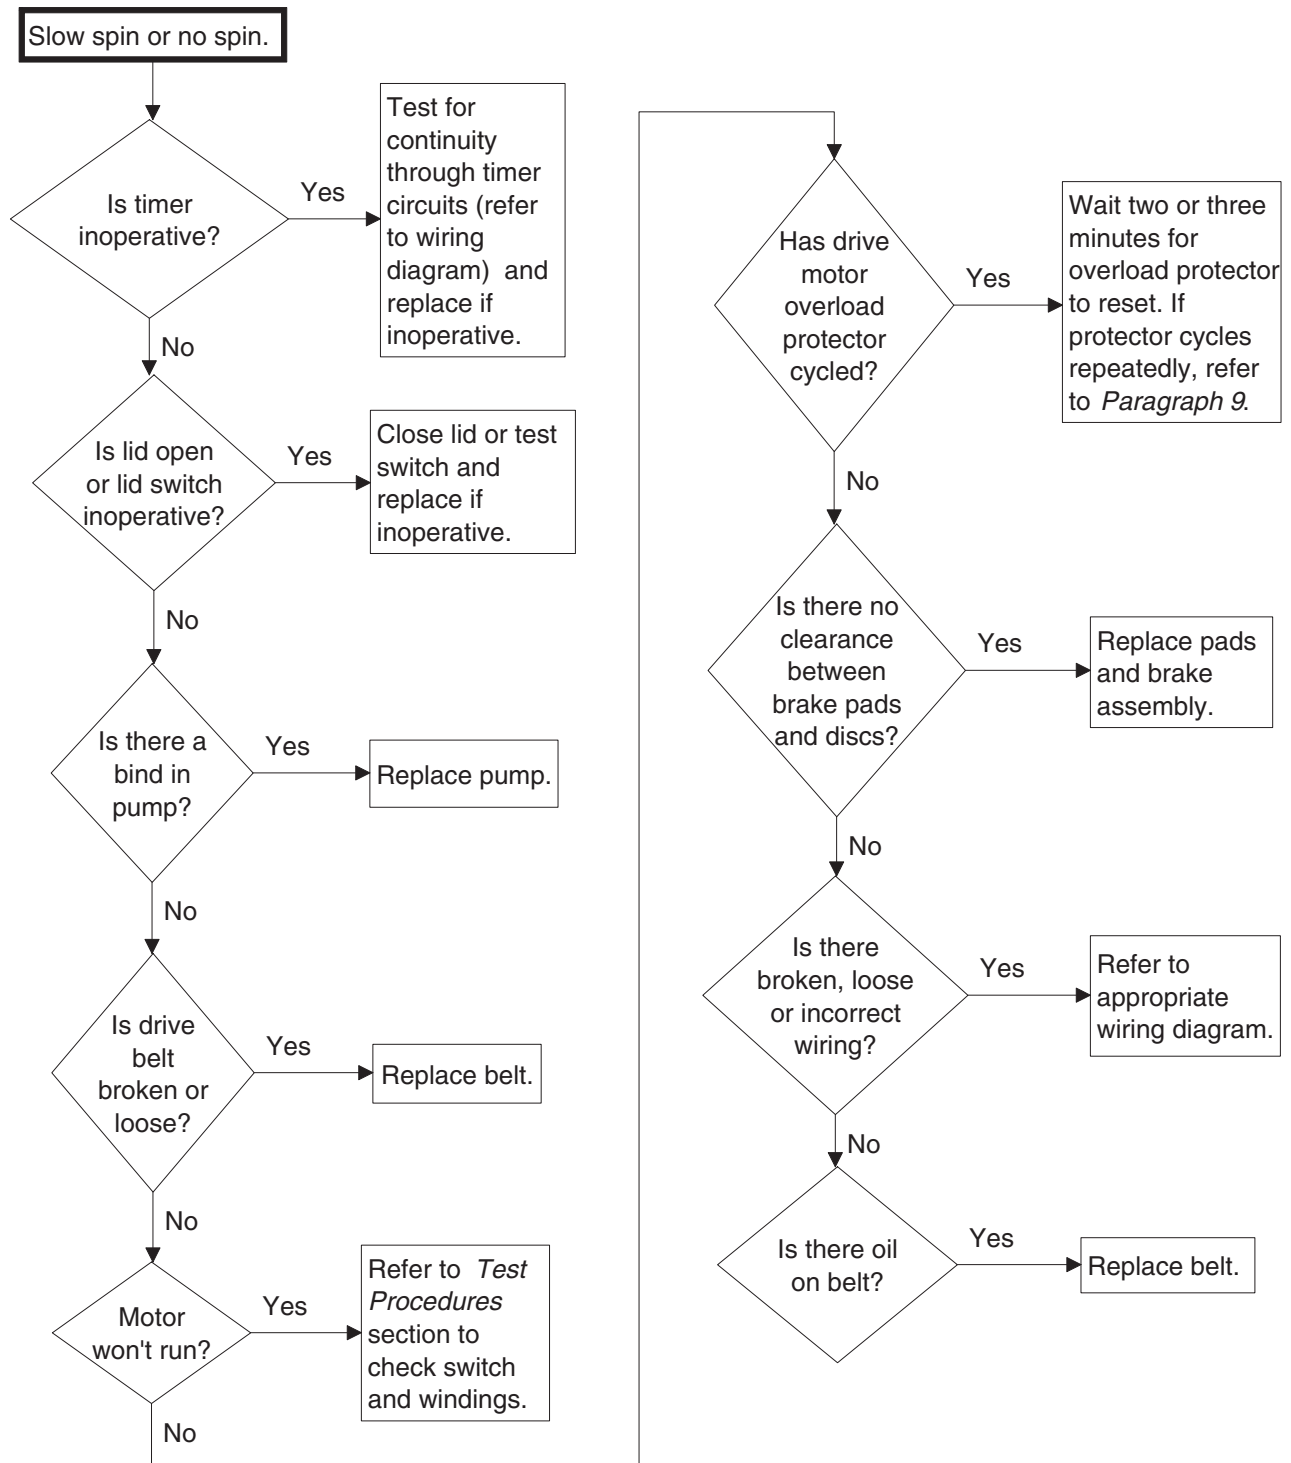 Slow spin or no spin.
Is timer
inoperative?
Yes
Test for
continuity
through timer
circuits (refer
to wiring
diagram) and
replace if
inoperative.
No
Is lid open
or lid switch
inoperative?
Yes
Close lid or test
switch and
replace if
inoperative.
No
Is there a
bind in
pump?
Yes
Replace pump.
No
Is drive
belt
broken or
loose?
Yes
Replace belt.
No
Motor
won't run?
Yes
Refer to Test
Procedures
section to
check switch
and windings.
No
Has drive
motor
overload
protector
cycled?
Yes
Wait two or three
minutes for
overload protector
to reset. If
protector cycles
repeatedly, refer
to Paragraph 9.
No
Is there no
clearance
between
brake pads
and discs?
Yes
Replace pads
and brake
assembly.
No
Is there
broken, loose
or incorrect
wiring?
Yes
Refer to
appropriate
wiring diagram.
No
Is there oil
on belt?
Yes
Replace belt.